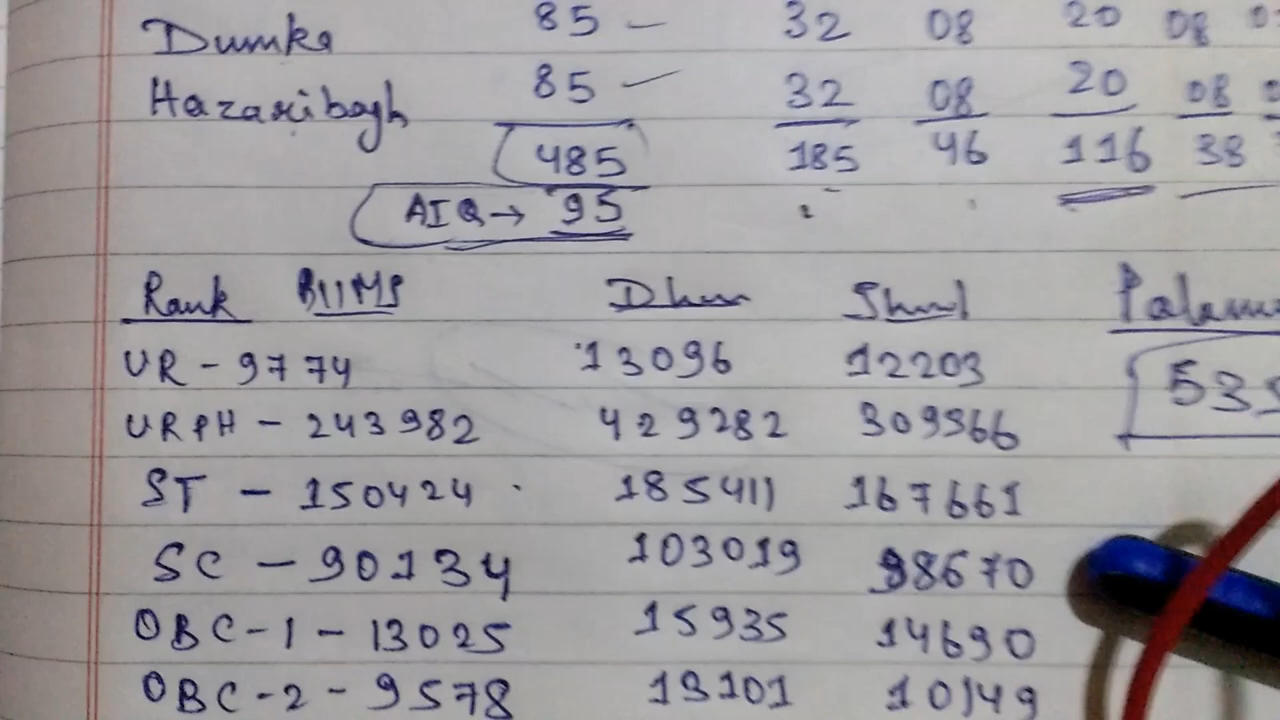 Dumka 85 — 32 08 20 08
Hazaribagh 85 — 32 08 20 08
485 185 46 116 38
AIQ → 95
Rank Dhan Palamu
UR - 9774 13096 12203
URPH - 243982 429282 309566
ST - 150424 185411 167661
SC - 90134 103019 98670
OBC-1 - 13025 15935 14690
OBC-2 - 9578 13101 10149